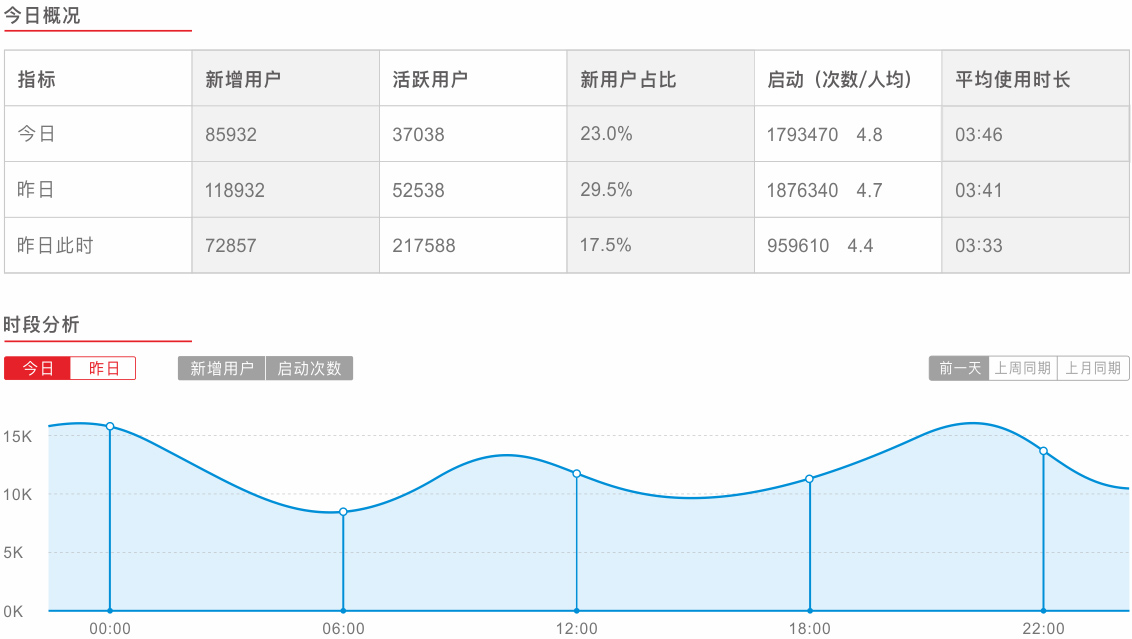 今日概况
指标 新增用户 活跃用户 新用户占比 启动（次数/人均） 平均使用时长
今日 85932 37038 23.0% 1793470 4.8 03:46
昨日 118932 52538 29.5% 1876340 4.7 03:41
昨日此时 72857 217588 17.5% 959610 4.4 03:33
时段分析
今日 昨日 新增用户 启动次数 前一天 上周同期 上月同期
15K
10K
5K
0K
00:00 06:00 12:00 18:00 22:00